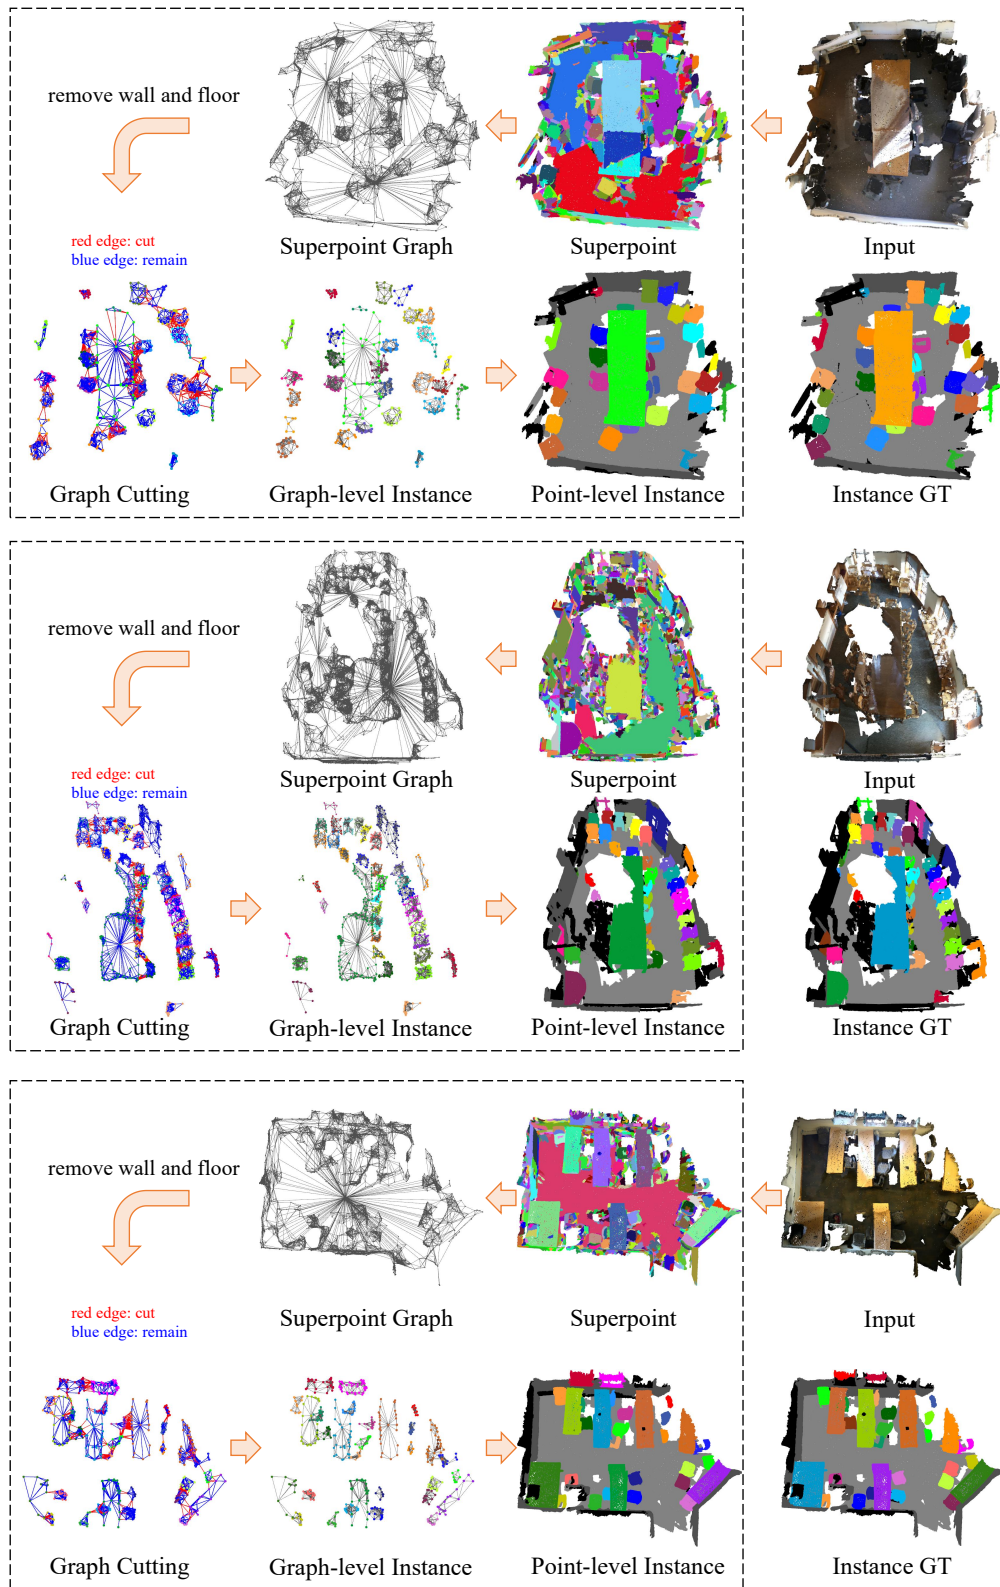 remove wall and floor
Superpoint Graph
Superpoint
Input
red edge: cut
blue edge: remain
Graph Cutting
Graph-level Instance
Point-level Instance
Instance GT
remove wall and floor
Superpoint Graph
Superpoint
Input
red edge: cut
blue edge: remain
Graph Cutting
Graph-level Instance
Point-level Instance
Instance GT
remove wall and floor
Superpoint Graph
Superpoint
Input
red edge: cut
blue edge: remain
Graph Cutting
Graph-level Instance
Point-level Instance
Instance GT